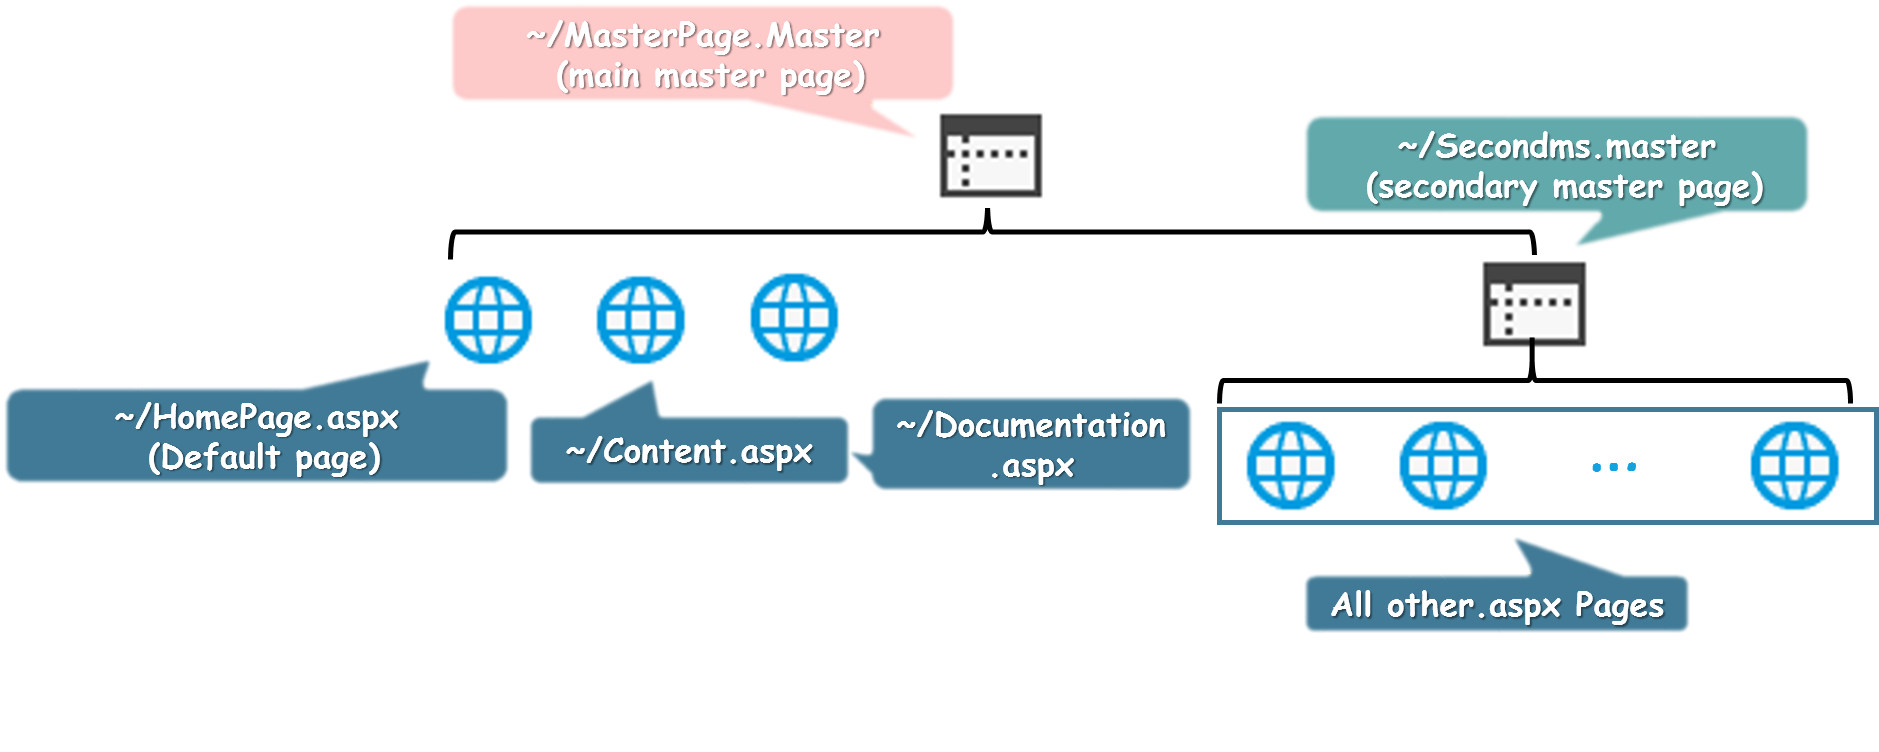 ~/MasterPage.Master
(main master page)
~/Secondms.master
(secondary master page)
~/HomePage.aspx
(Default page)
~/Content.aspx
~/Documentation
.aspx
...
All other.aspx Pages